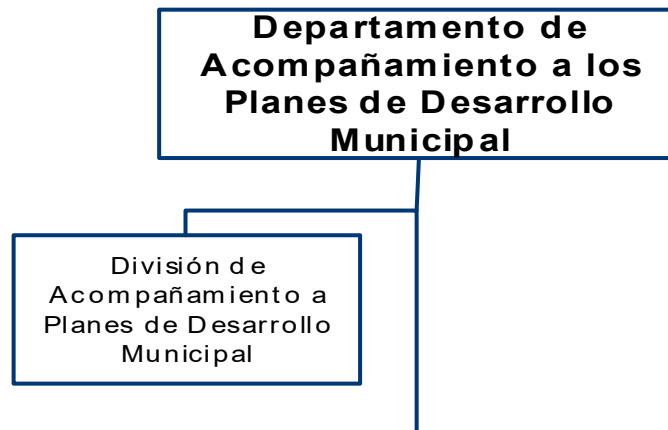 Departamento de
Acompañamiento a los
Planes de Desarrollo
Municipal
División de
Acompañamiento a
Planes de Desarrollo
Municipal